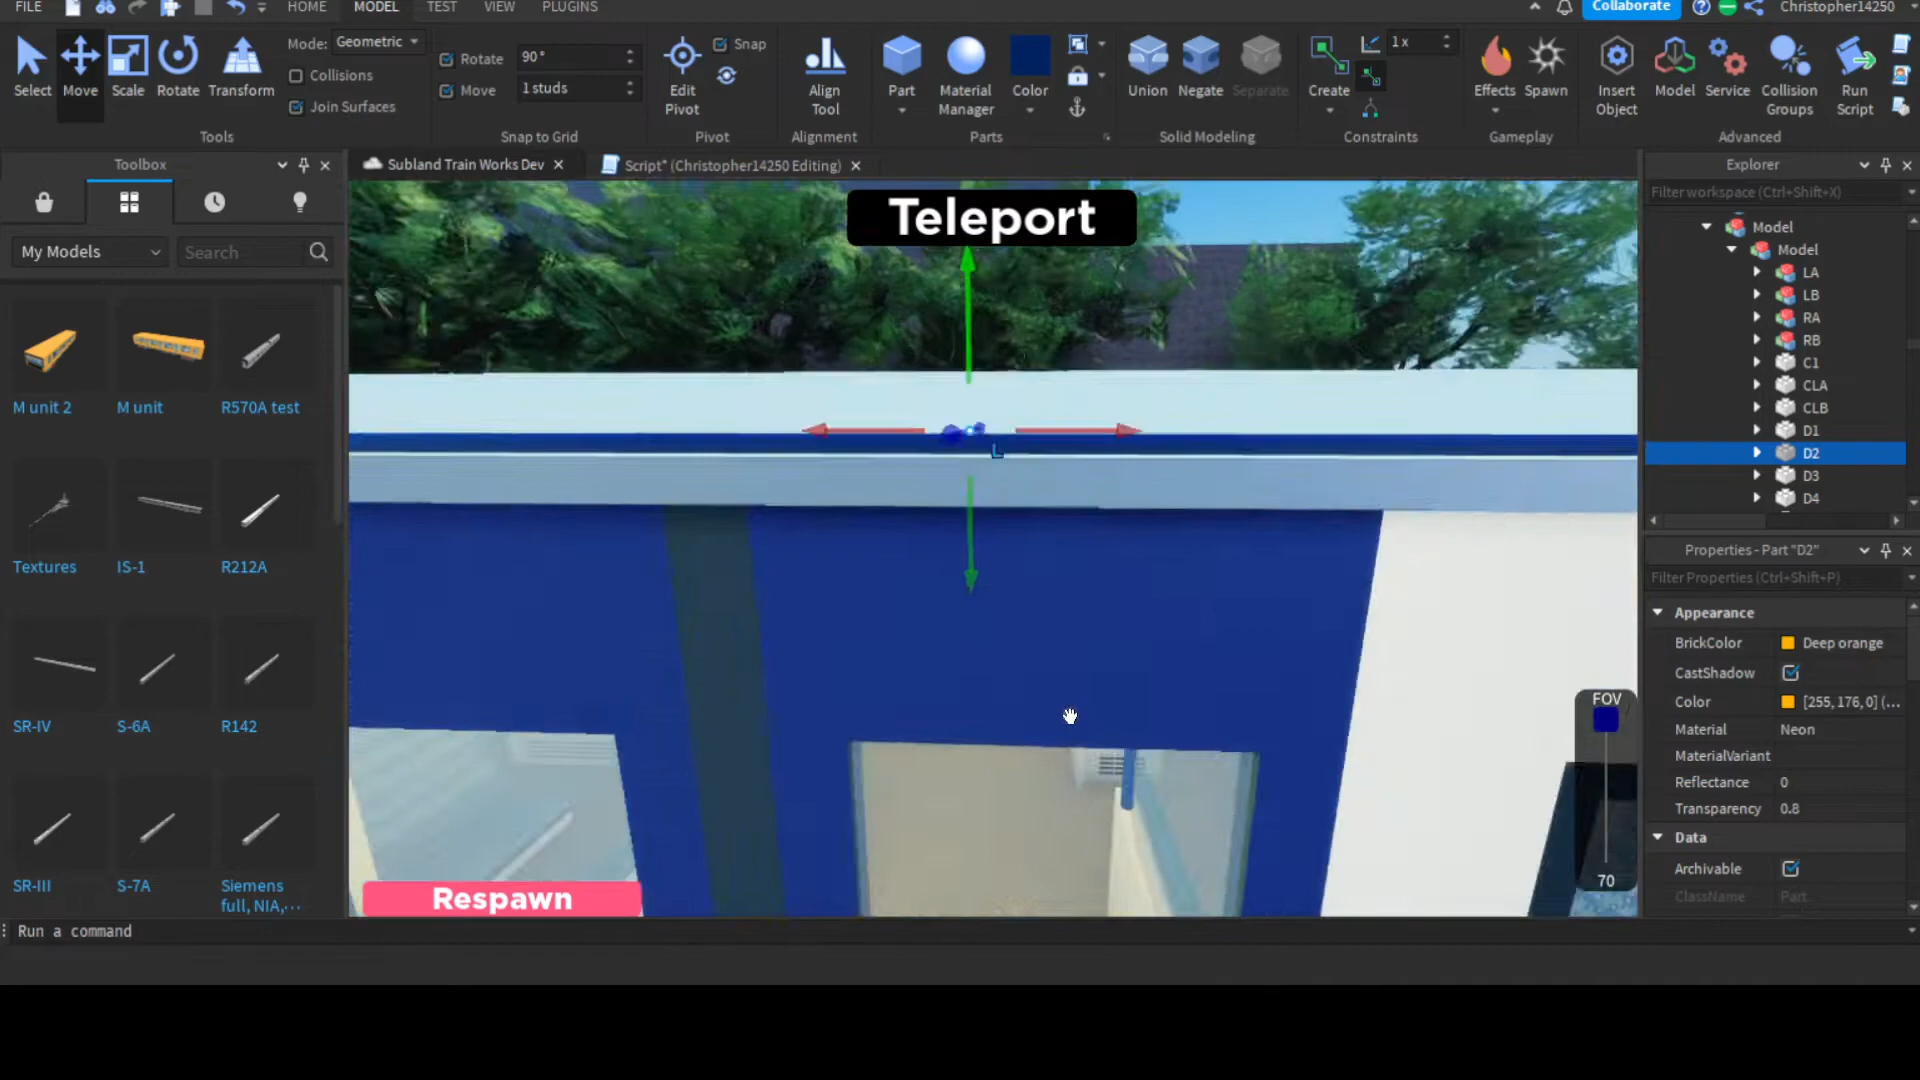 FILE HOME MODEL TEST VIEW PLUGINS Collaborate Christopher14250
Select Move Scale Rotate Transform
Mode: Geometric
Collisions
Join Surfaces
Tools
Rotate 90°
Move 1 studs
Snap to Grid
Edit Pivot
Snap
Pivot
Align Tool
Alignment
Part
Material Manager
Color
Parts
Union Negate Separate
Solid Modeling
Create
1 x
Constraints
Effects Spawn
Gameplay
Insert Object
Model
Service
Collision Groups
Run Script
Advanced
Toolbox
My Models
Search
M unit 2 M unit R570A test
Textures IS-1 R212A
SR-IV S-6A R142
SR-III S-7A Siemens
full, NIA,...
Subland Train Works Dev
Script* (Christopher14250 Editing)
Teleport
L
Respawn
FOV
70
Explorer
Filter workspace (Ctrl+Shift+X)
Model
Model
LA
LB
RA
RB
C1
CLA
CLB
D1
D2
D3
D4
Properties - Part "D2"
Filter Properties (Ctrl+Shift+P)
Appearance
BrickColor Deep orange
CastShadow
Color [255, 176, 0] (...
Material Neon
MaterialVariant
Reflectance 0
Transparency 0.8
Data
Archivable
ClassName Part
Run a command